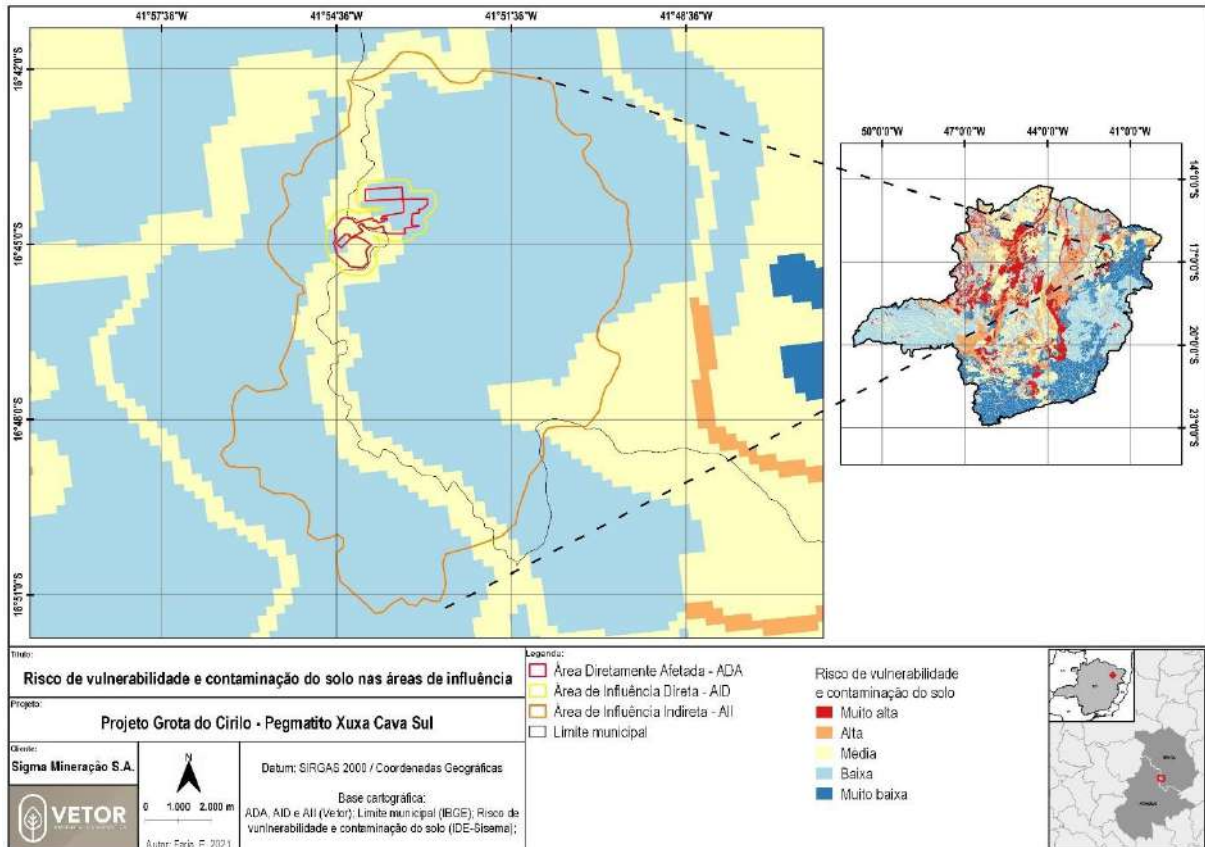 41°57'36"W 41°54'36"W 41°51'36"W 41°48'36"W
16°42'0"S
16°45'0"S
16°48'0"S
16°51'0"S
50°0'0"W 47°0'0"W 44°0'0"W 41°0'0"W
14°0'0"S
17°0'0"S
20°0'0"S
23°0'0"S
Título:
Risco de vulnerabilidade e contaminação do solo nas áreas de influência
Projeto:
Projeto Grota do Cirilo - Pegmatito Xuxa Cava Sul
Cliente:
Sigma Mineração S.A.
VETOR
N
0 1.000 2.000 m
Autor: Faria, F. 2021
Datum: SIRGAS 2000 / Coordenadas Geográficas
Base cartográfica:
ADA, AID e AII (Vetor); Limite municipal (IBGE); Risco de
vulnerabilidade e contaminação do solo (IDE-Sisema);
Legenda:
Área Diretamente Afetada - ADA
Área de Influência Direta - AID
Área de Influência Indireta - AII
Limite municipal
Risco de vulnerabilidade
e contaminação do solo
Muito alta
Alta
Média
Baixa
Muito baixa